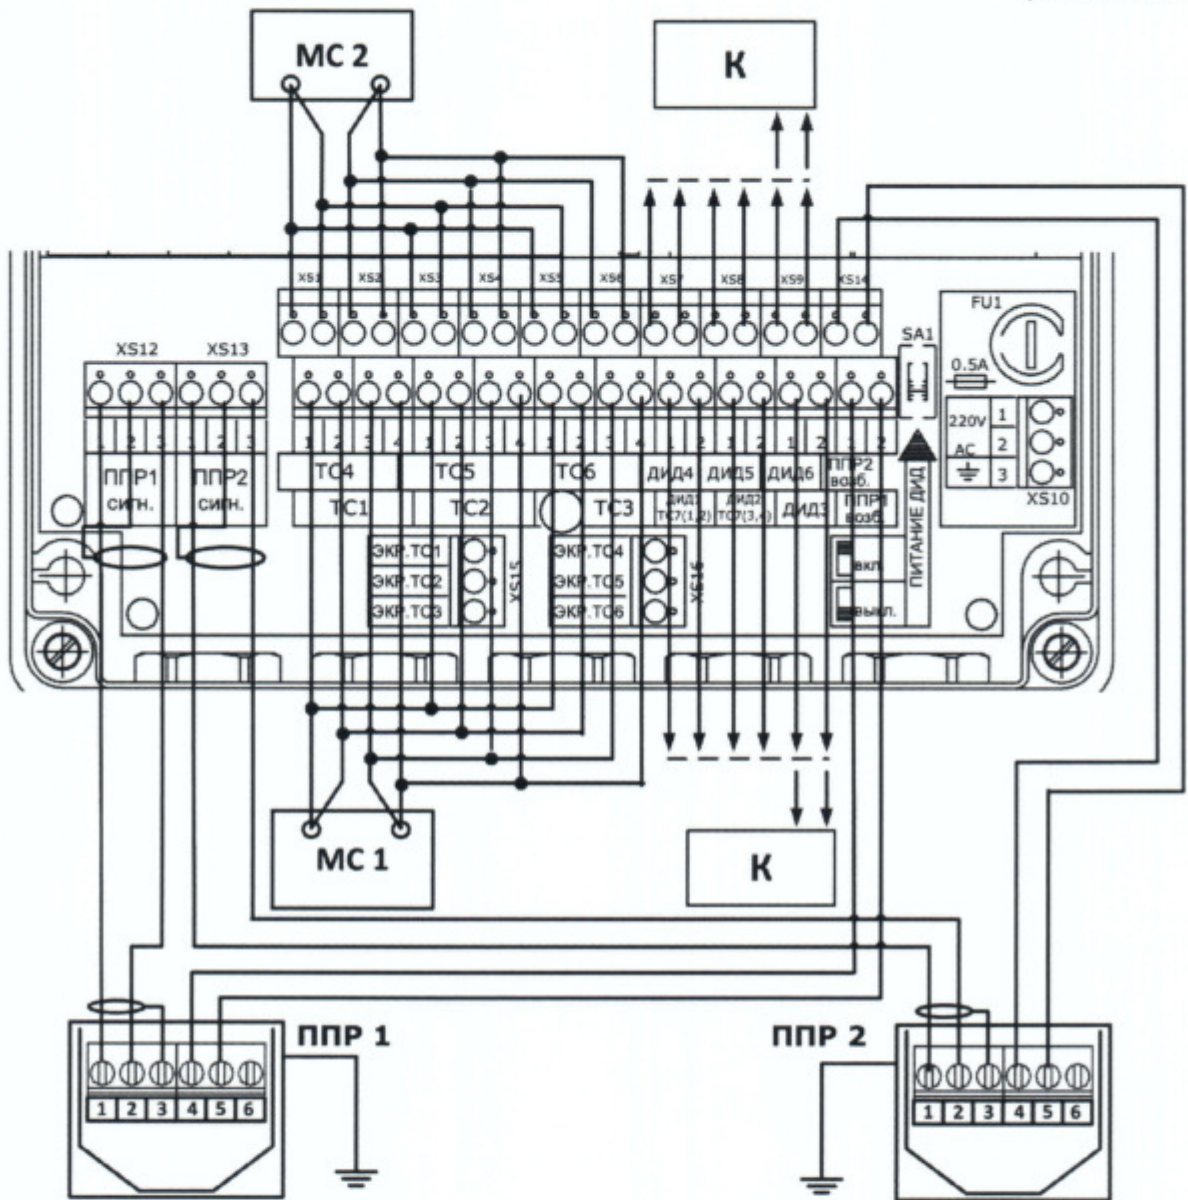 МС 2
К
XS1 XS2 XS3 XS4 XS5 XS6 XS7 XS8 XS9 XS14
FU1
SA1
0.5A
XS12 XS13
220V
AC
1
2
3
XS10
1 2 3 1 2 3
1 2 3 4 1 2 3 4 1 2 3 4 1 2 1 2 1 2 1 2
ППР1 СИГН.
ППР2 СИГН.
ТС4 ТС5 ТС6 ДИД4 ДИД5 ДИД6 ППР2 возб.
ТС1 ТС2 ТС3 ДИД1 ТС7(1,2) ДИД2 ТС7(3,4) ДИД3 ППР1 возб.
ПИТАНИЕ ДИД
ЭКР.ТС1
ЭКР.ТС2
ЭКР.ТС3
XS15
ЭКР.ТС4
ЭКР.ТС5
ЭКР.ТС6
XS16
ВКЛ.
ВЫКЛ.
МС 1
К
ППР 1
ППР 2
1 2 3 4 5 6
1 2 3 4 5 6